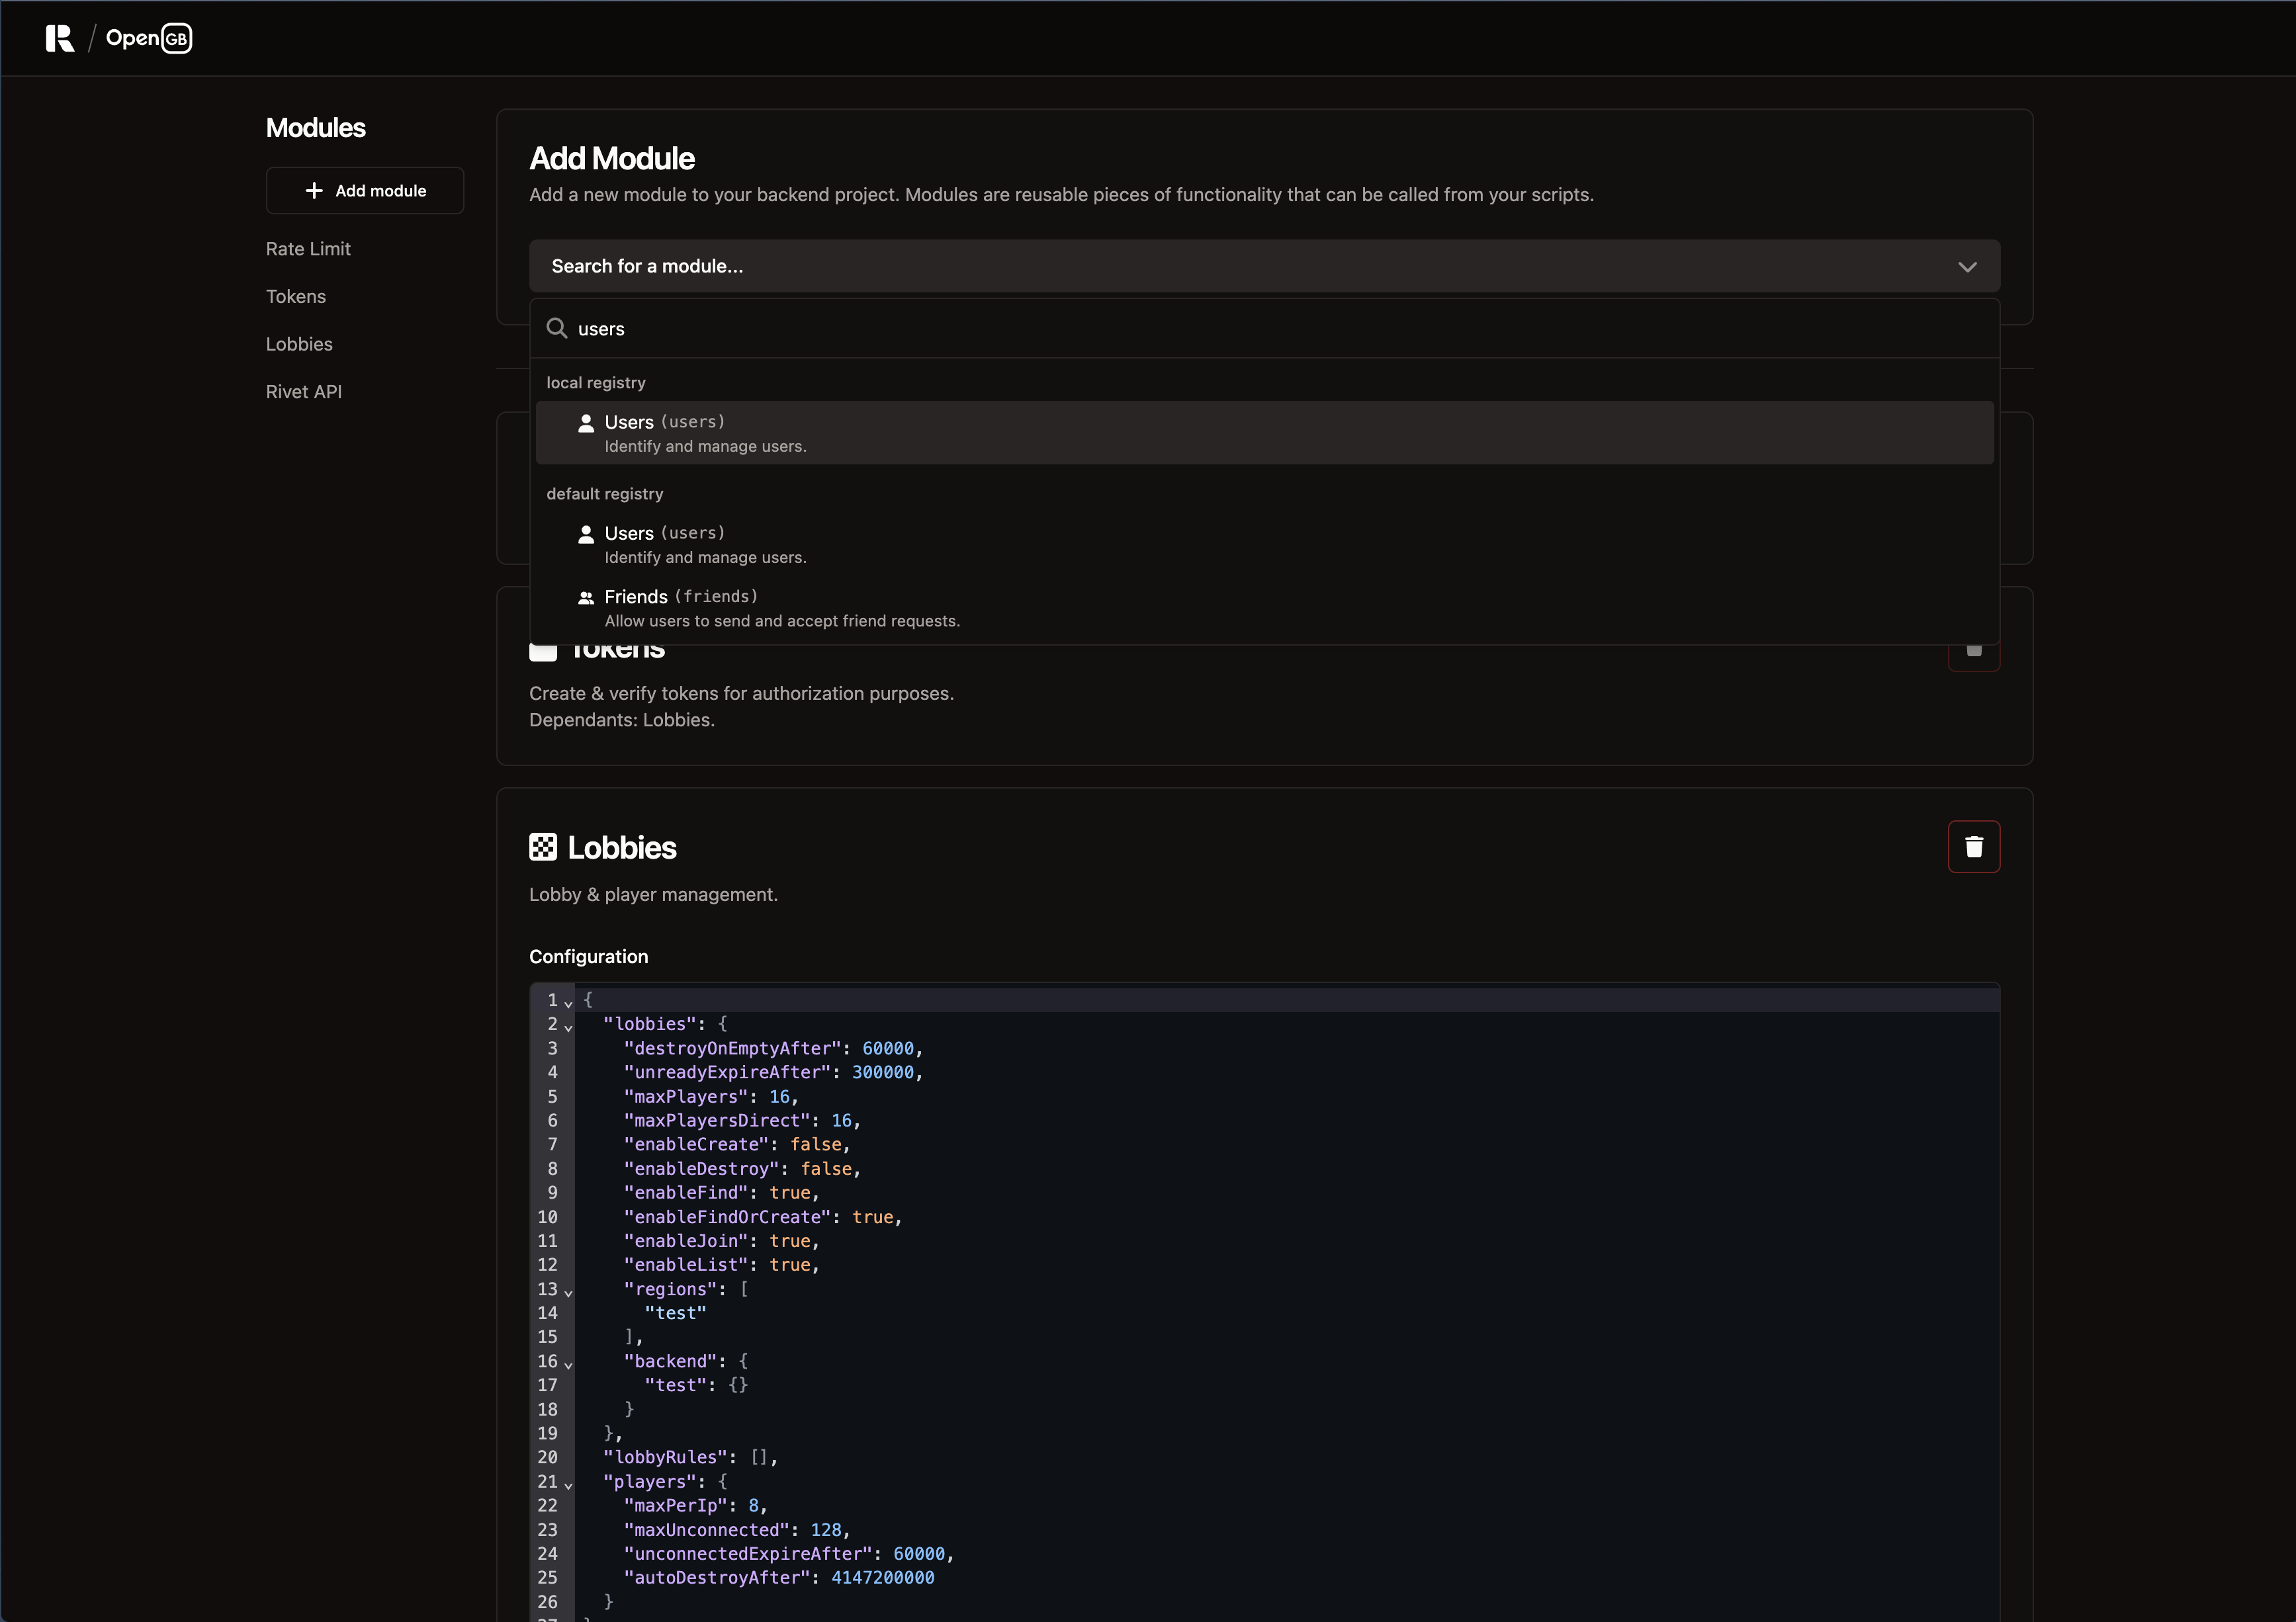 OpenGB
Modules
Add module
Rate Limit
Tokens
Lobbies
Rivet API
Add Module
Add a new module to your backend project. Modules are reusable pieces of functionality that can be called from your scripts.
Search for a module...
users
local registry
Users (users)
Identify and manage users.
default registry
Users (users)
Identify and manage users.
Friends (friends)
Allow users to send and accept friend requests.
Tokens
Create & verify tokens for authorization purposes.
Dependants: Lobbies.
Lobbies
Lobby & player management.
Configuration
1 {
2 "lobbies": {
3 "destroyOnEmptyAfter": 60000,
4 "unreadyExpireAfter": 300000,
5 "maxPlayers": 16,
6 "maxPlayersDirect": 16,
7 "enableCreate": false,
8 "enableDestroy": false,
9 "enableFind": true,
10 "enableFindOrCreate": true,
11 "enableJoin": true,
12 "enableList": true,
13 "regions": [
14 "test"
15 ],
16 "backend": {
17 "test": {}
18 }
19 },
20 "lobbyRules": [],
21 "players": {
22 "maxPerIp": 8,
23 "maxUnconnected": 128,
24 "unconnectedExpireAfter": 60000,
25 "autoDestroyAfter": 4147200000
26 }